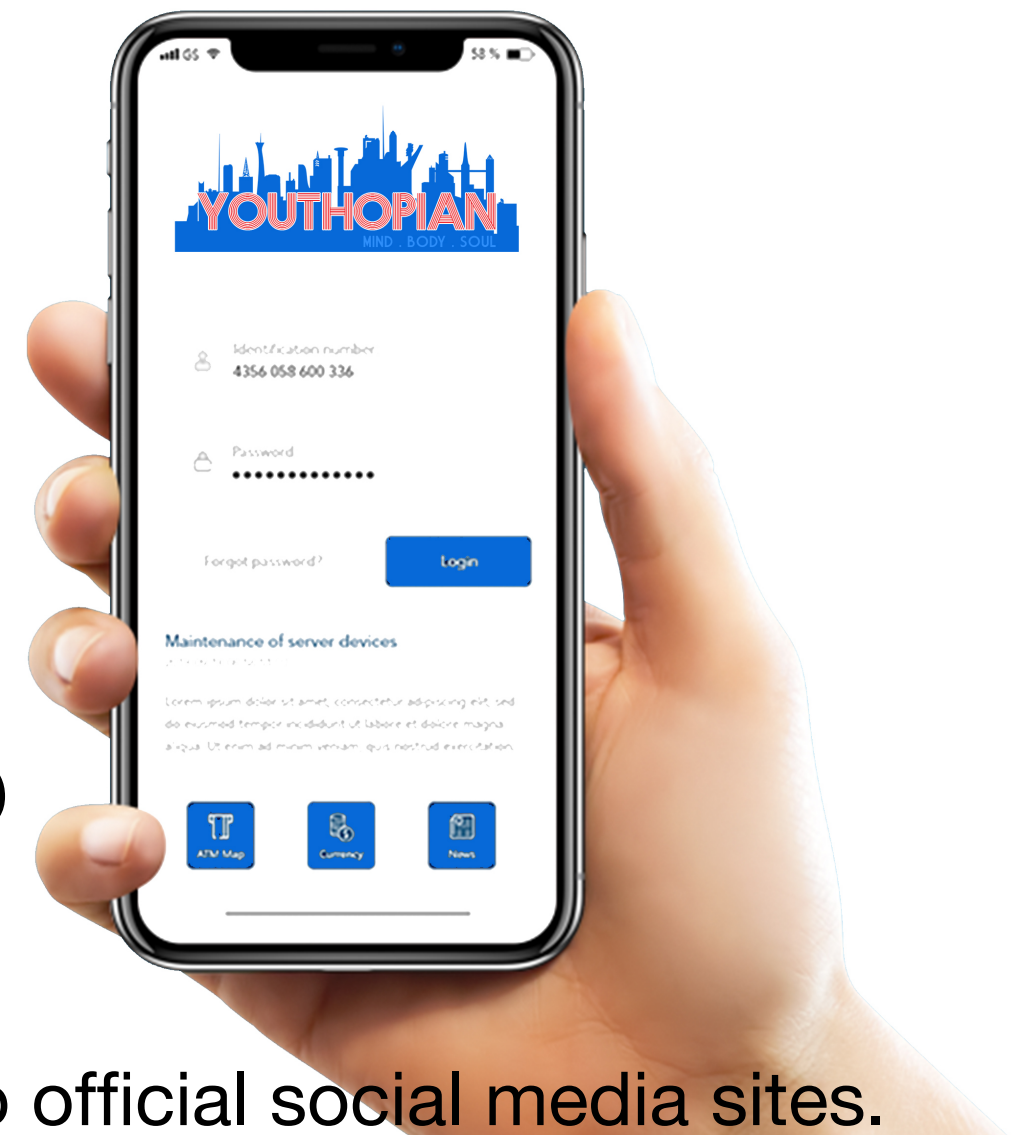 GS 58 %
YOUTHOPIAN
MIND . BODY . SOUL
Identification number
4356 058 600 336
Password
•••••••••••••
Forgot password?
Login
Maintenance of server devices
Lorem ipsum dolor sit amet, consectetur adipiscing elit, sed
do eiusmod tempor incididunt ut labore et dolore magna
aliqua. Ut enim ad minim veniam, quis nostrud exercitation
)
ATM Map Currency News
official social media sites.